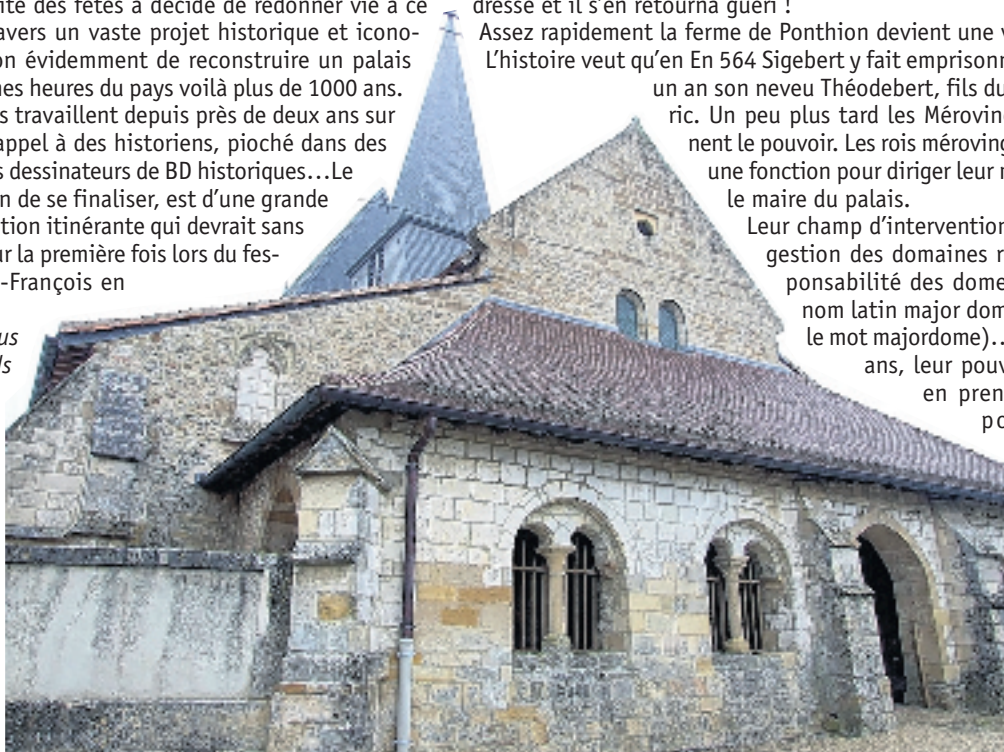 ité des fêtes a décidé de redonner vie à ce
avers un vaste projet historique et icono-
on évidemment de reconstruire un palais
nes heures du pays voilà plus de 1000 ans.
s travaillent depuis près de deux ans sur
appel à des historiens, pioché dans des
s dessinateurs de BD historiques…Le
n de se finaliser, est d’une grande
tion itinérante qui devrait sans
ur la première fois lors du fes-
-François en
us
ls
dresse et il s’en retourna guéri !
Assez rapidement la ferme de Ponthion devient une v
L’histoire veut qu’en En 564 Sigebert y fait emprisonn
un an son neveu Théodebert, fils du
ric. Un peu plus tard les Méroving
nent le pouvoir. Les rois méroving
une fonction pour diriger leur m
le maire du palais.
Leur champ d’intervention
gestion des domaines r
ponsabilité des dome
nom latin major dom
le mot majordome)…
ans, leur pouv
en pren
po